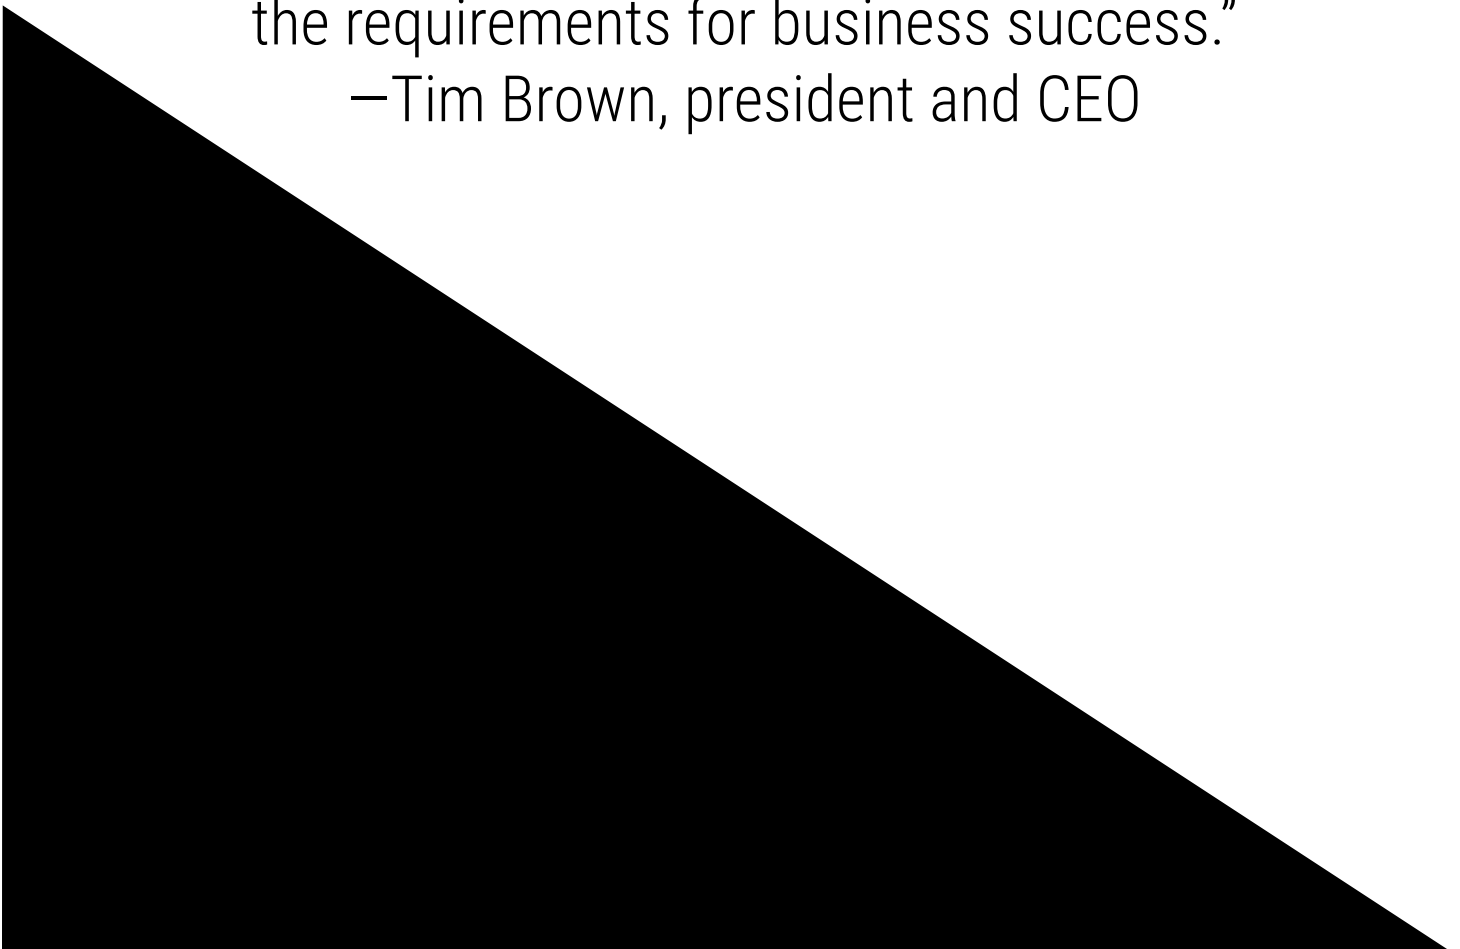 the requirements for business success.”
—Tim Brown, president and CEO